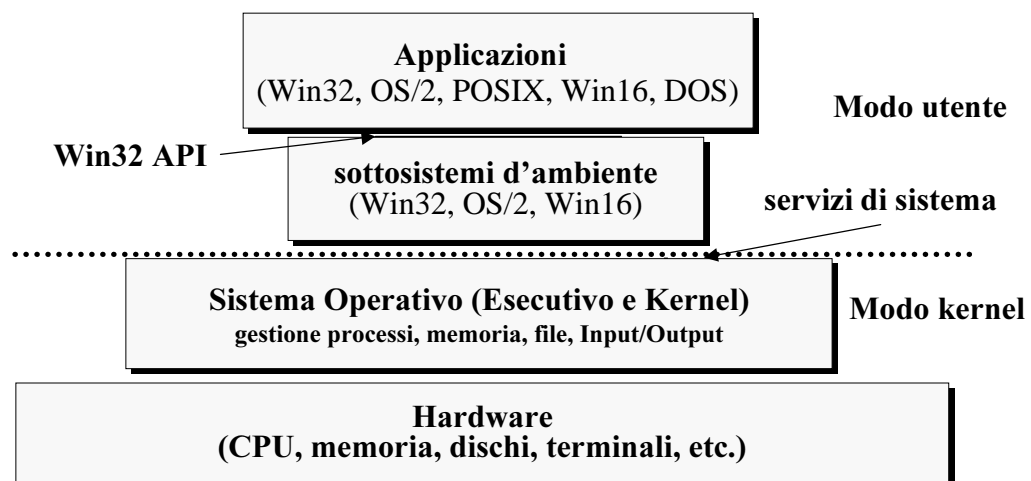 Applicazioni
(Win32, OS/2, POSIX, Win16, DOS)
Modo utente
Win32 API
sottosistemi d’ambiente
(Win32, OS/2, Win16)
servizi di sistema
Sistema Operativo (Esecutivo e Kernel)
gestione processi, memoria, file, Input/Output
Modo kernel
Hardware
(CPU, memoria, dischi, terminali, etc.)